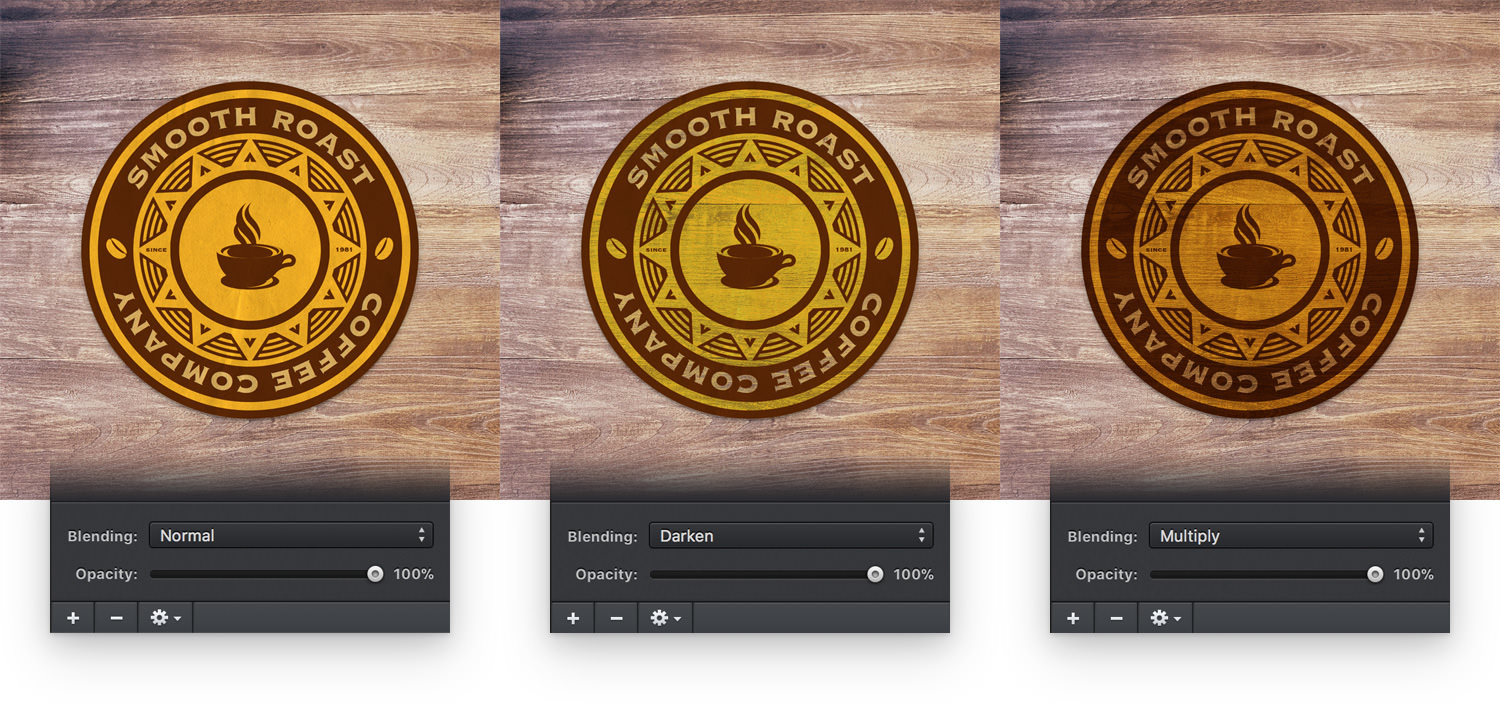 SMOOTH ROAST
SINCE 1981
COFFEE COMPANY
Blending: Normal
Opacity: 100%
SMOOTH ROAST
SINCE 1981
COFFEE COMPANY
Blending: Darken
Opacity: 100%
SMOOTH ROAST
SINCE 1981
COFFEE COMPANY
Blending: Multiply
Opacity: 100%